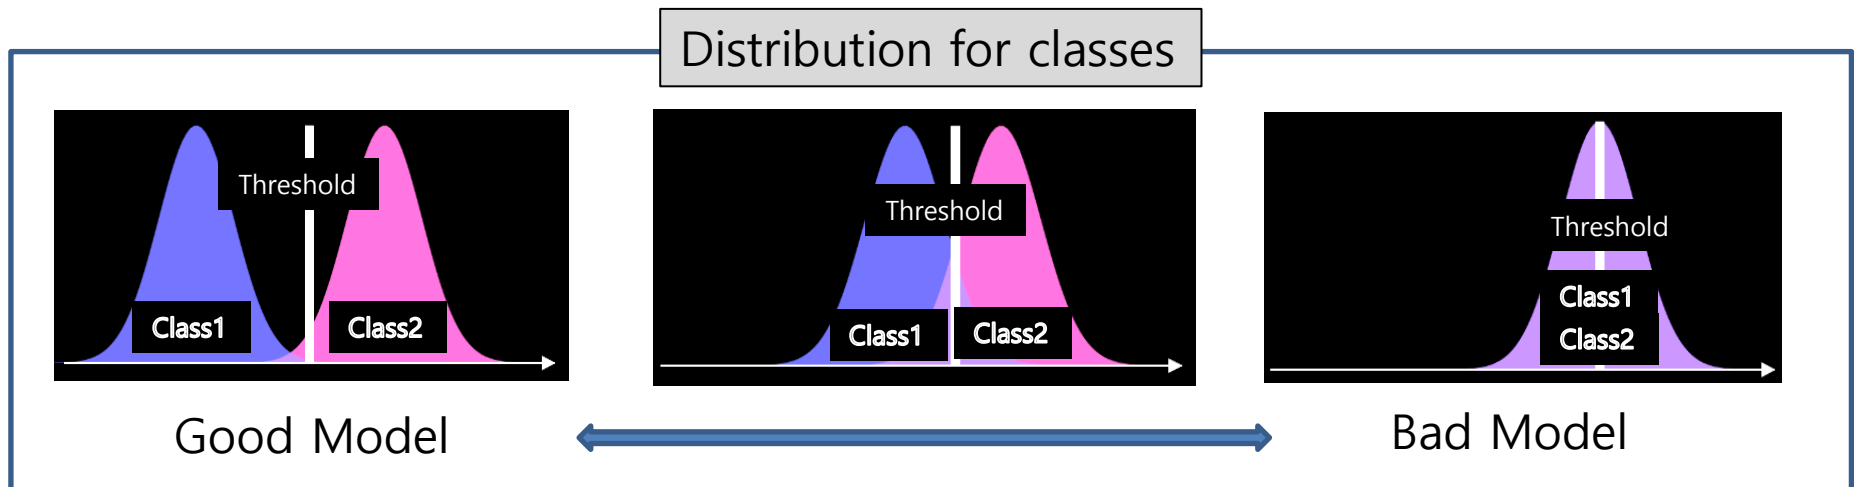 Distribution for classes
Threshold
Class1
Class2
Threshold
Class1
Class2
Threshold
Class1
Class2
Good Model
Bad Model